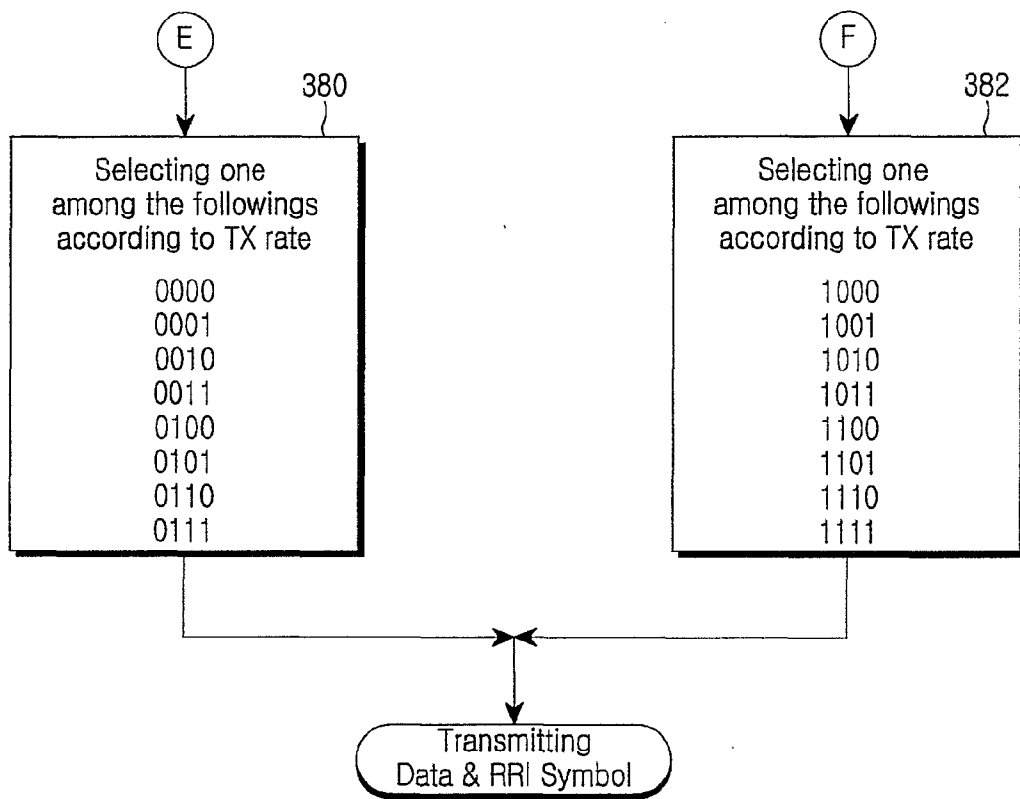 E
380
Selecting one
among the followings
according to TX rate
0000
0001
0010
0011
0100
0101
0110
0111
F
382
Selecting one
among the followings
according to TX rate
1000
1001
1010
1011
1100
1101
1110
1111
Transmitting
Data & RRI Symbol